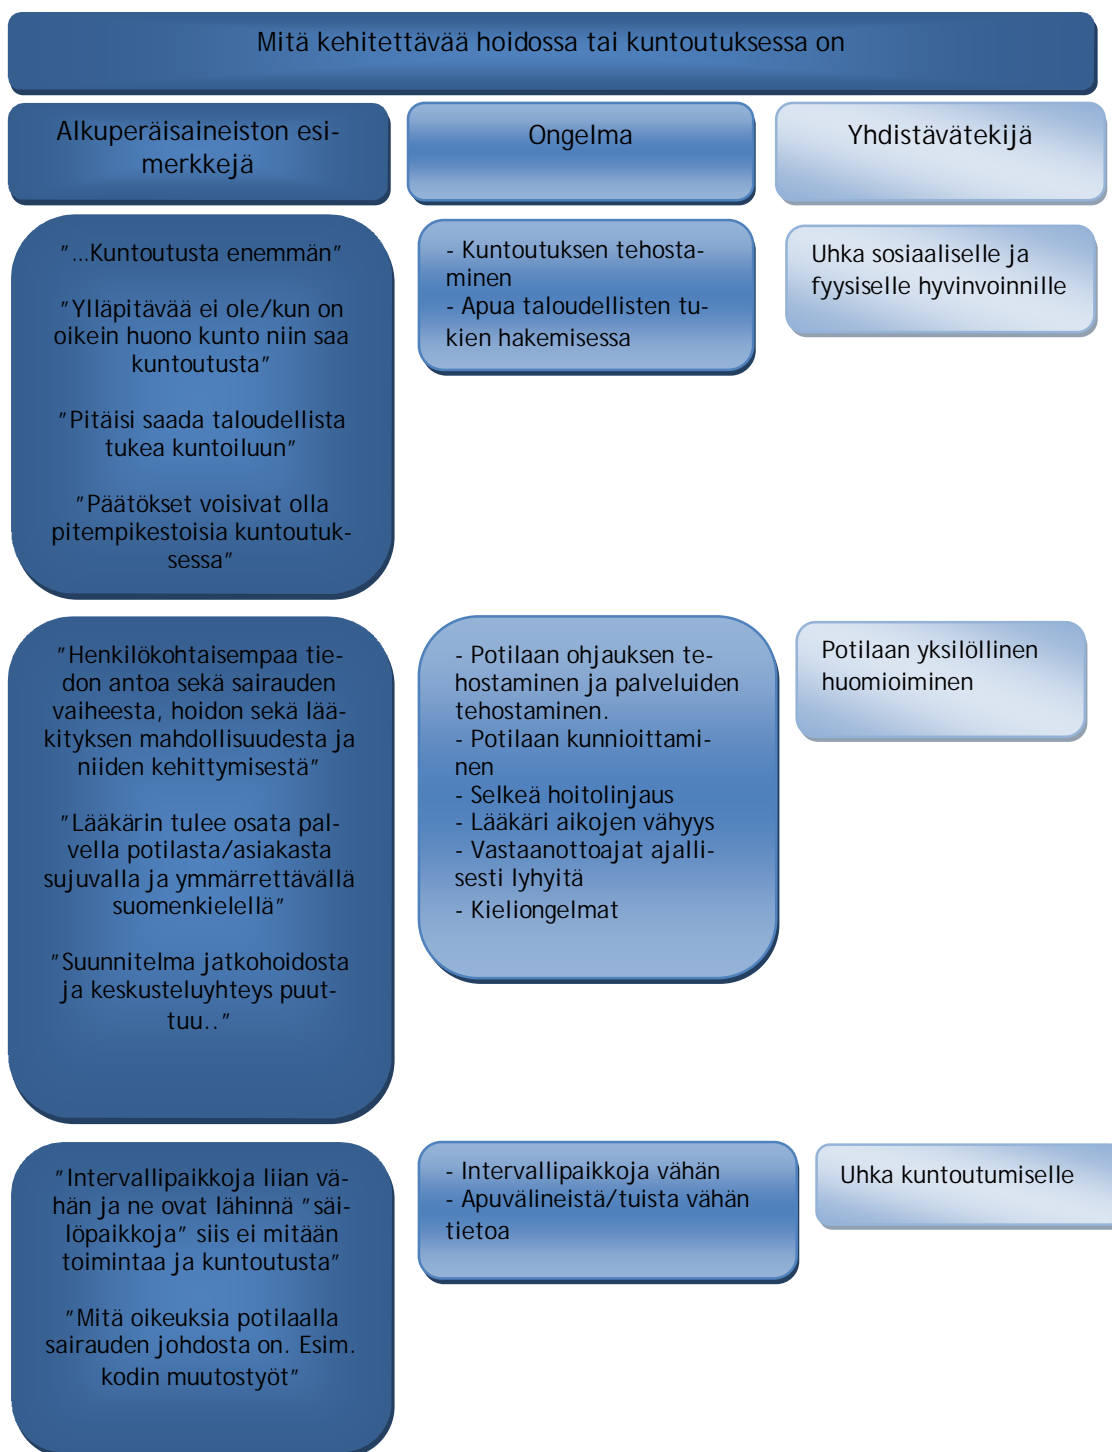 Mitä kehitettävää hoidossa tai kuntoutuksessa on
Alkuperäisaineiston esi-
merkkejä
Ongelma
Yhdistävätekijä
"…Kuntoutusta enemmän"
"Ylläpitävää ei ole/kun on
oikein huono kunto niin saa
kuntoutusta"
"Pitäisi saada taloudellista
tukea kuntoiluun"
"Päätökset voisivat olla
pitempikestoisia kuntoutuk-
sessa"
- Kuntoutuksen tehosta-
minen
- Apua taloudellisten tu-
kien hakemisessa
Uhka sosiaaliselle ja
fyysiselle hyvinvoinnille
"Henkilökohtaisempaa tie-
don antoa sekä sairauden
vaiheesta, hoidon sekä lää-
kityksen mahdollisuudesta ja
niiden kehittymisestä"
"Lääkärin tulee osata pal-
vella potilasta/asiakasta
sujuvalla ja ymmärrettävällä
suomenkielellä"
"Suunnitelma jatkohoidosta
ja keskusteluyhteys puut-
tuu.."
- Potilaan ohjauksen te-
hostaminen ja palveluiden
tehostaminen.
- Potilaan kunnioittami-
nen
- Selkeä hoitolinjaus
- Lääkäri aikojen vähyys
- Vastaanottoajat ajalli-
sesti lyhyitä
- Kieliongelmat
Potilaan yksilöllinen
huomioiminen
"Intervallipaikkoja liian vä-
hän ja ne ovat lähinnä "säi-
löpaikkoja" siis ei mitään
toimintaa ja kuntoutusta"
"Mitä oikeuksia potilaalla
sairauden johdosta on. Esim.
kodin muutostyöt"
- Intervallipaikkoja vähän
- Apuvälineistä/tuista vähän
tietoa
Uhka kuntoutumiselle